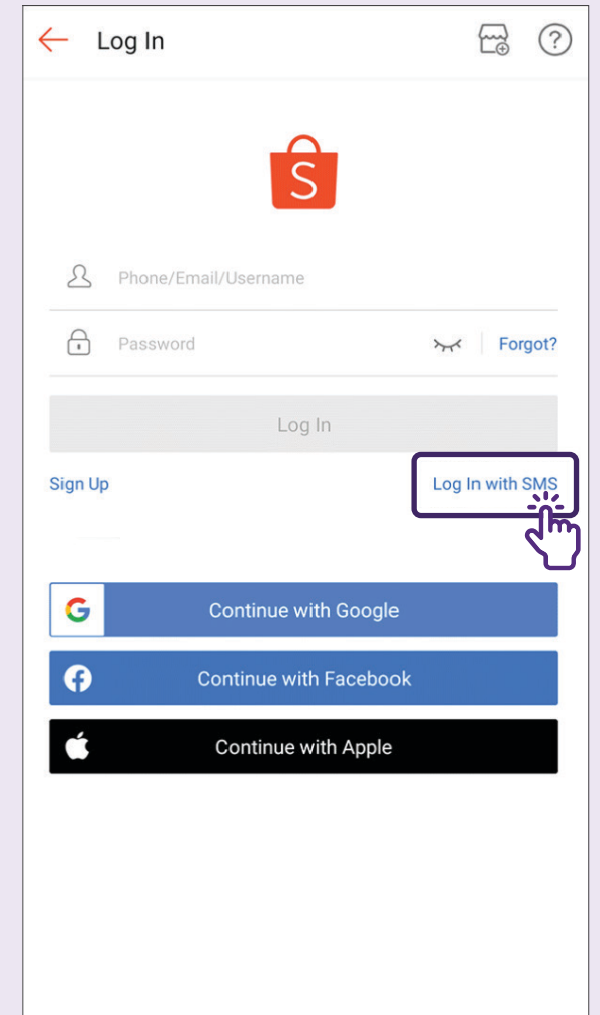 Log In
S
Phone/Email/Username
Password Forgot?
Log In
Sign Up Log In with SMS
Continue with Google
Continue with Facebook
Continue with Apple